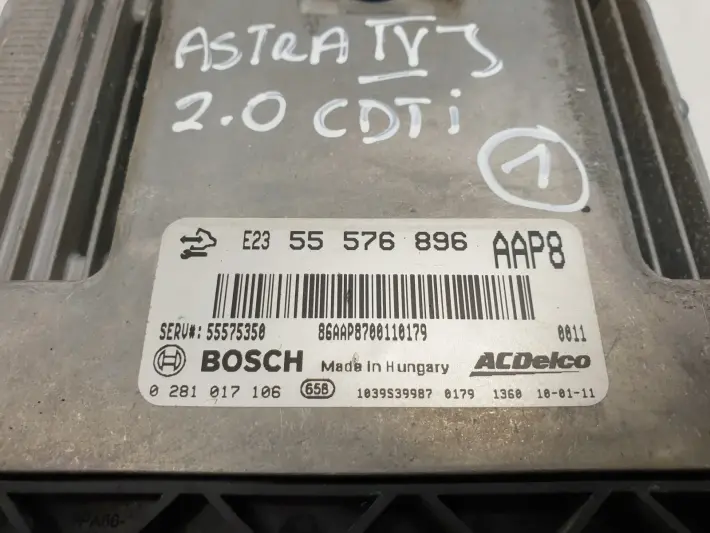 ASTRA IV J
2.0 CDTi
1
E23 55 576 896 AAP8
SERV#: 55575350 86AAP8700110179 0011
BOSCH Made in Hungary ACDelco
0 281 017 106 65B 1039S39987 0179 1360 10-01-11